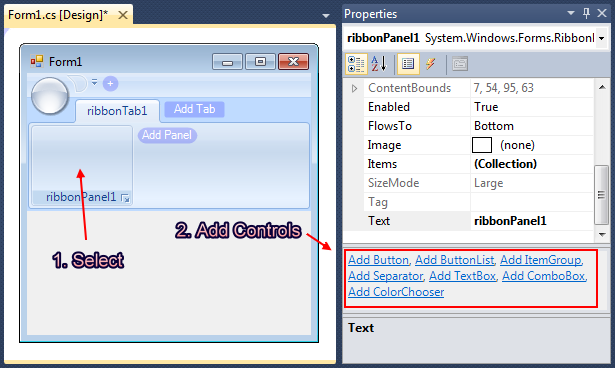 Form1.cs [Design]*
Form1
ribbonTab1
Add Tab
Add Panel
ribbonPanel1
1. Select
2. Add Controls
Properties
ribbonPanel1 System.Windows.Forms.Ribbon
ContentBounds 7, 54, 95, 63
Enabled True
FlowsTo Bottom
Image (none)
Items (Collection)
SizeMode Large
Tag
Text ribbonPanel1
Add Button, Add ButtonList, Add ItemGroup,
Add Separator, Add TextBox, Add ComboBox,
Add ColorChooser
Text